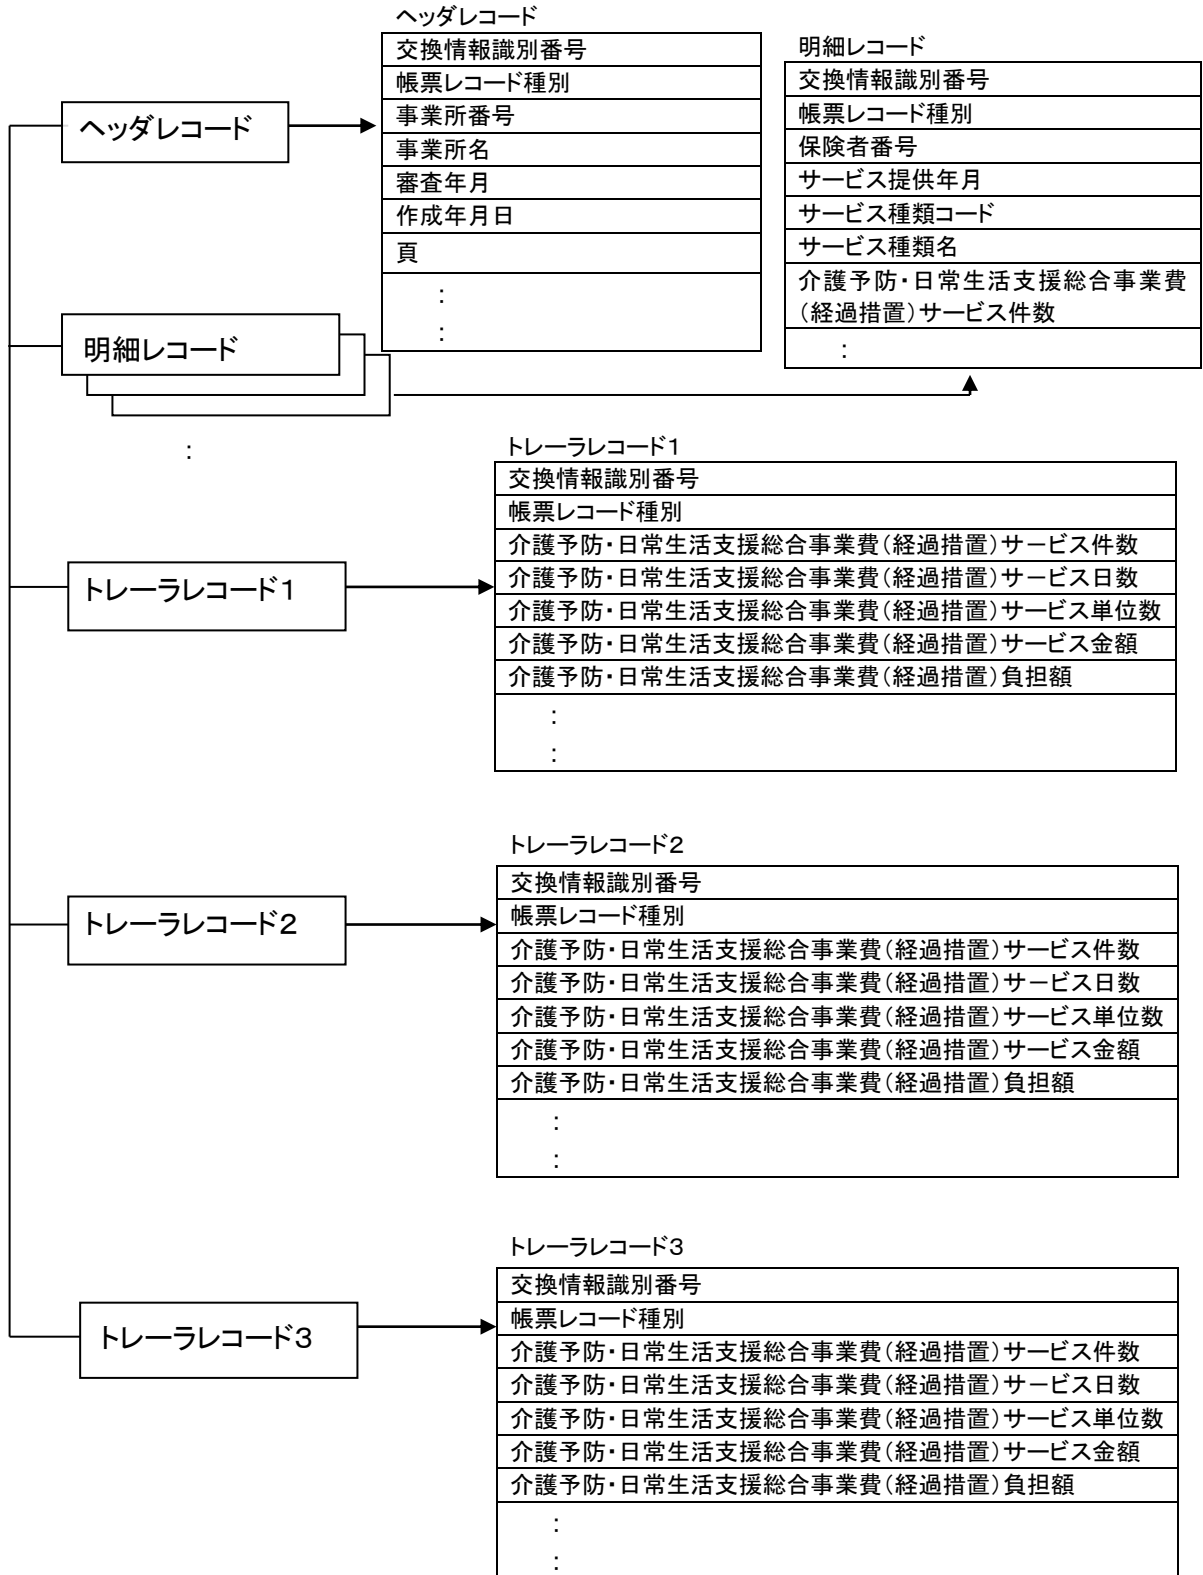 ヘッダレコード
交換情報識別番号
帳票レコード種別
事業所番号
事業所名
審査年月
作成年月日
頁
:
:
明細レコード
交換情報識別番号
帳票レコード種別
保険者番号
サービス提供年月
サービス種類コード
サービス種類名
介護予防・日常生活支援総合事業費
(経過措置)サービス件数
:
ヘッダレコード
明細レコード
:
トレーラレコード1
交換情報識別番号
帳票レコード種別
介護予防・日常生活支援総合事業費(経過措置)サービス件数
介護予防・日常生活支援総合事業費(経過措置)サービス日数
介護予防・日常生活支援総合事業費(経過措置)サービス単位数
介護予防・日常生活支援総合事業費(経過措置)サービス金額
介護予防・日常生活支援総合事業費(経過措置)負担額
:
:
トレーラレコード1
トレーラレコード2
交換情報識別番号
帳票レコード種別
介護予防・日常生活支援総合事業費(経過措置)サービス件数
介護予防・日常生活支援総合事業費(経過措置)サービス日数
介護予防・日常生活支援総合事業費(経過措置)サービス単位数
介護予防・日常生活支援総合事業費(経過措置)サービス金額
介護予防・日常生活支援総合事業費(経過措置)負担額
:
:
トレーラレコード2
トレーラレコード3
交換情報識別番号
帳票レコード種別
介護予防・日常生活支援総合事業費(経過措置)サービス件数
介護予防・日常生活支援総合事業費(経過措置)サービス日数
介護予防・日常生活支援総合事業費(経過措置)サービス単位数
介護予防・日常生活支援総合事業費(経過措置)サービス金額
介護予防・日常生活支援総合事業費(経過措置)負担額
:
:
トレーラレコード3